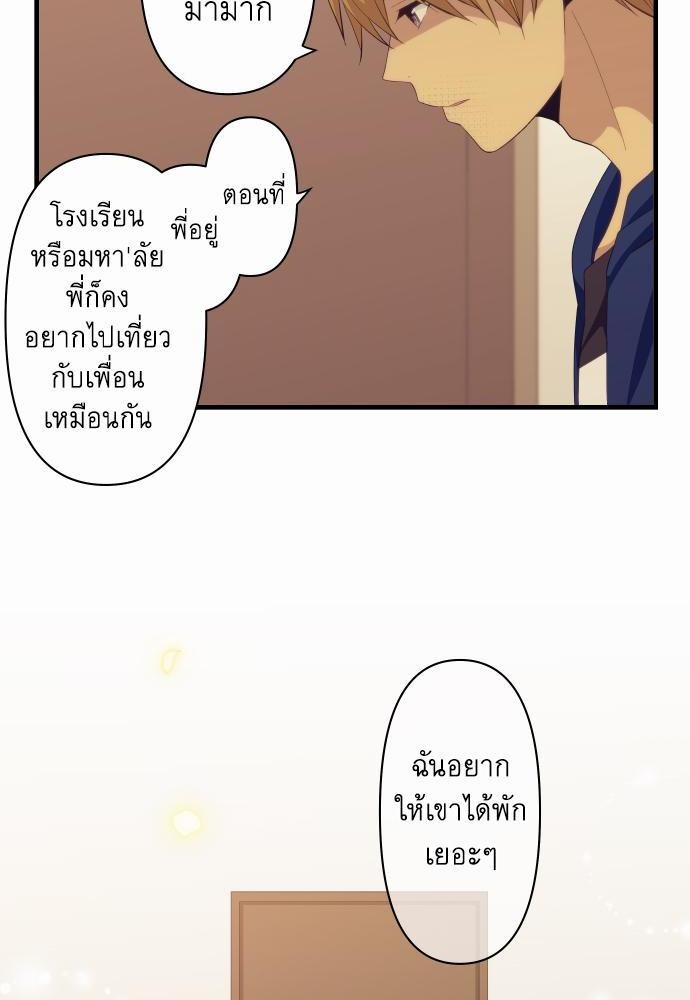 มามาก
ตอนที่
พี่อยู่
โรงเรียน
หรือมหา'ลัย
พี่ก็คง
อยากไปเที่ยว
กับเพื่อน
เหมือนกัน
ฉันอยาก
ให้เขาได้พัก
เยอะๆ